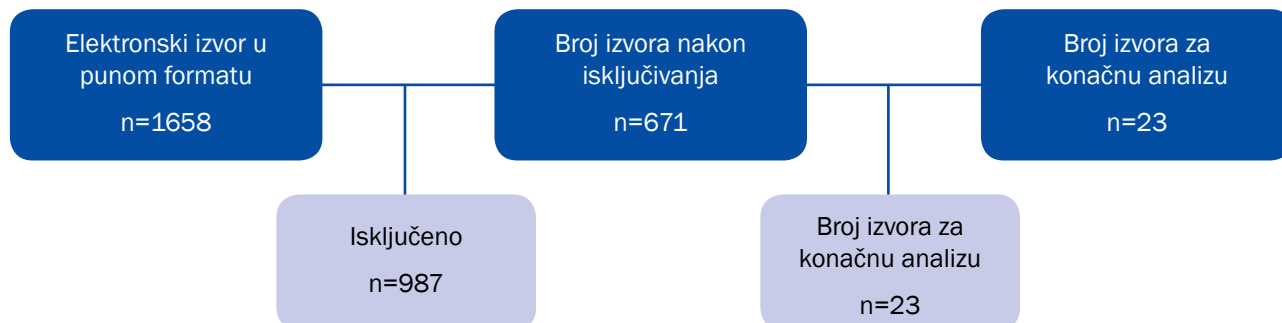 Elektronski izvor u
punom formatu
n=1658
Broj izvora nakon
isključivanja
n=671
Broj izvora za
konačnu analizu
n=23
Isključeno
n=987
Broj izvora za
konačnu analizu
n=23